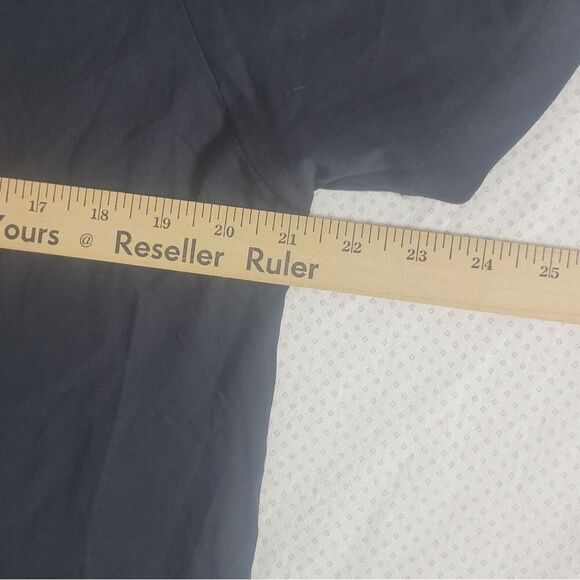 17 18 19 20 21 22 23 24 25
Yours @ Reseller Ruler